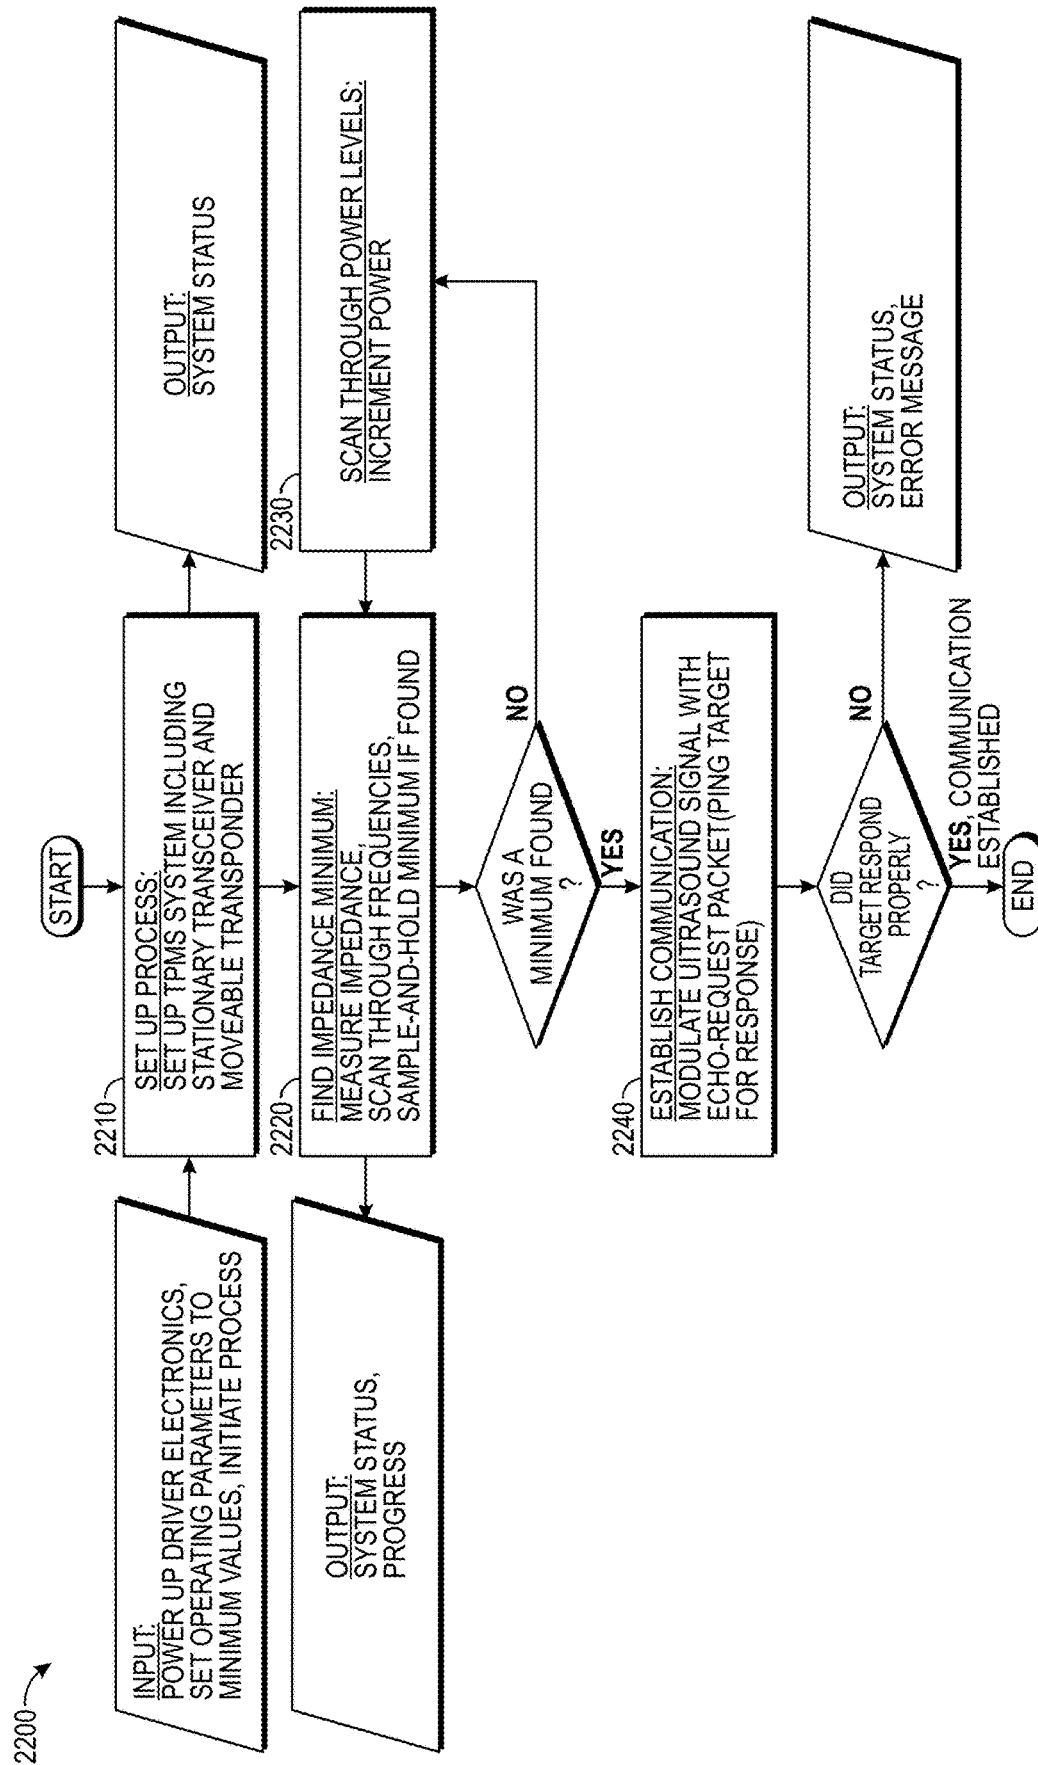 2200
START
INPUT:
POWER UP DRIVER ELECTRONICS,
SET OPERATING PARAMETERS TO
MINIMUM VALUES, INITIATE PROCESS
2210
SET UP PROCESS:
SET UP TPMS SYSTEM INCLUDING
STATIONARY TRANSCEIVER AND
MOVEABLE TRANSPONDER
OUTPUT:
SYSTEM STATUS
OUTPUT:
SYSTEM STATUS,
PROGRESS
2220
FIND IMPEDANCE MINIMUM:
MEASURE IMPEDANCE,
SCAN THROUGH FREQUENCIES,
SAMPLE-AND-HOLD MINIMUM IF FOUND
2230
SCAN THROUGH POWER LEVELS:
INCREMENT POWER
WAS A
MINIMUM FOUND
?
NO
YES
2240
ESTABLISH COMMUNICATION:
MODULATE UITRASOUND SIGNAL WITH
ECHO-REQUEST PACKET(PING TARGET
FOR RESPONSE)
DID
TARGET RESPOND
PROPERLY
?
NO
OUTPUT:
SYSTEM STATUS,
ERROR MESSAGE
YES, COMMUNICATION
ESTABLISHED
END